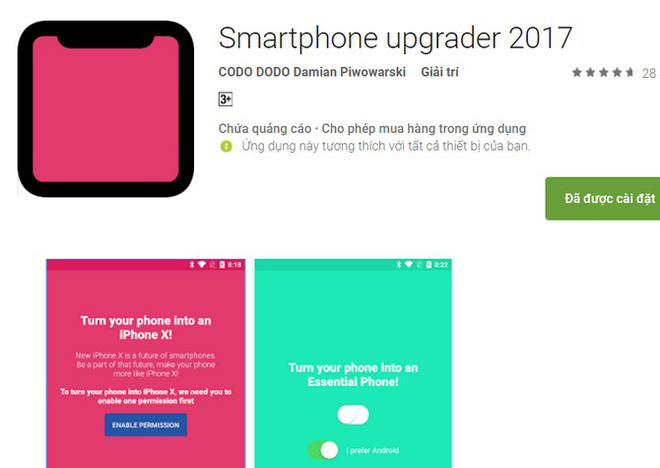 Smartphone upgrader 2017
CODO DODO Damian Piwowarski Giải trí
28
3+
Chứa quảng cáo · Cho phép mua hàng trong ứng dụng
Ứng dụng này tương thích với tất cả thiết bị của bạn.
Đã được cài đặt
8:18
Turn your phone into an
iPhone X!
New iPhone X is a future of smartphones.
Be a part of that future, make your phone
more like iPhone X!
To turn your phone into iPhone X, we need you to
enable one permission first
ENABLE PERMISSION
8:22
Turn your phone into an
Essential Phone!
I prefer Android